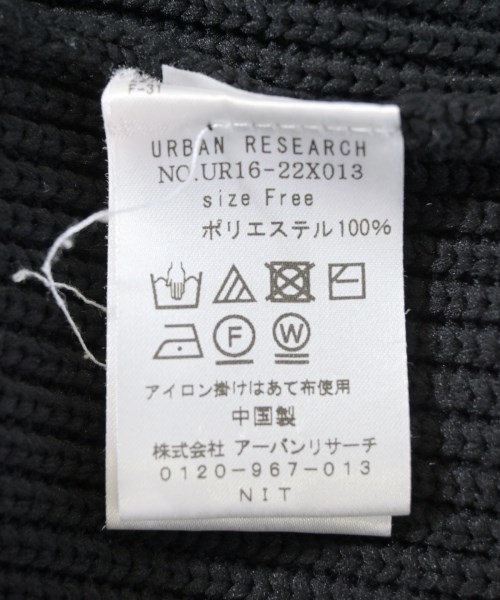 F-31
URBAN RESEARCH
NO.UR16-22X013
size Free
ポリエステル100%
F W
アイロン掛けはあて布使用
中国製
株式会社 アーバンリサーチ
0120-967-013
NIT